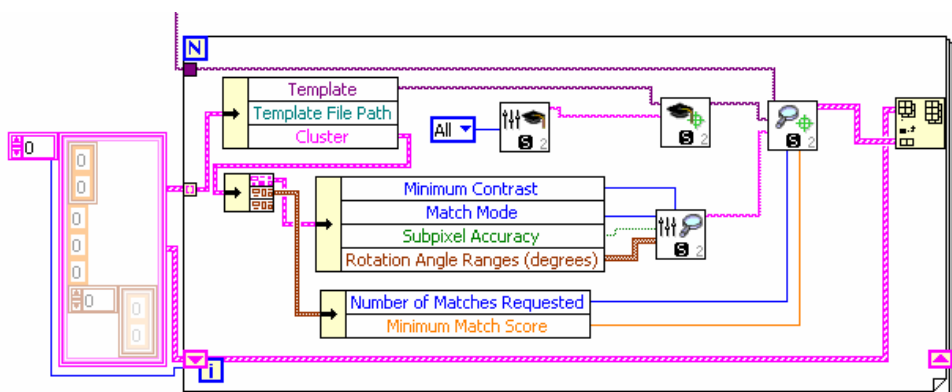 N
Template
Template File Path
Cluster
All
S 2
S 2
S 2
0
0
0
0
0
0
0
0
0
Minimum Contrast
Match Mode
Subpixel Accuracy
Rotation Angle Ranges (degrees)
S 2
Number of Matches Requested
Minimum Match Score
i